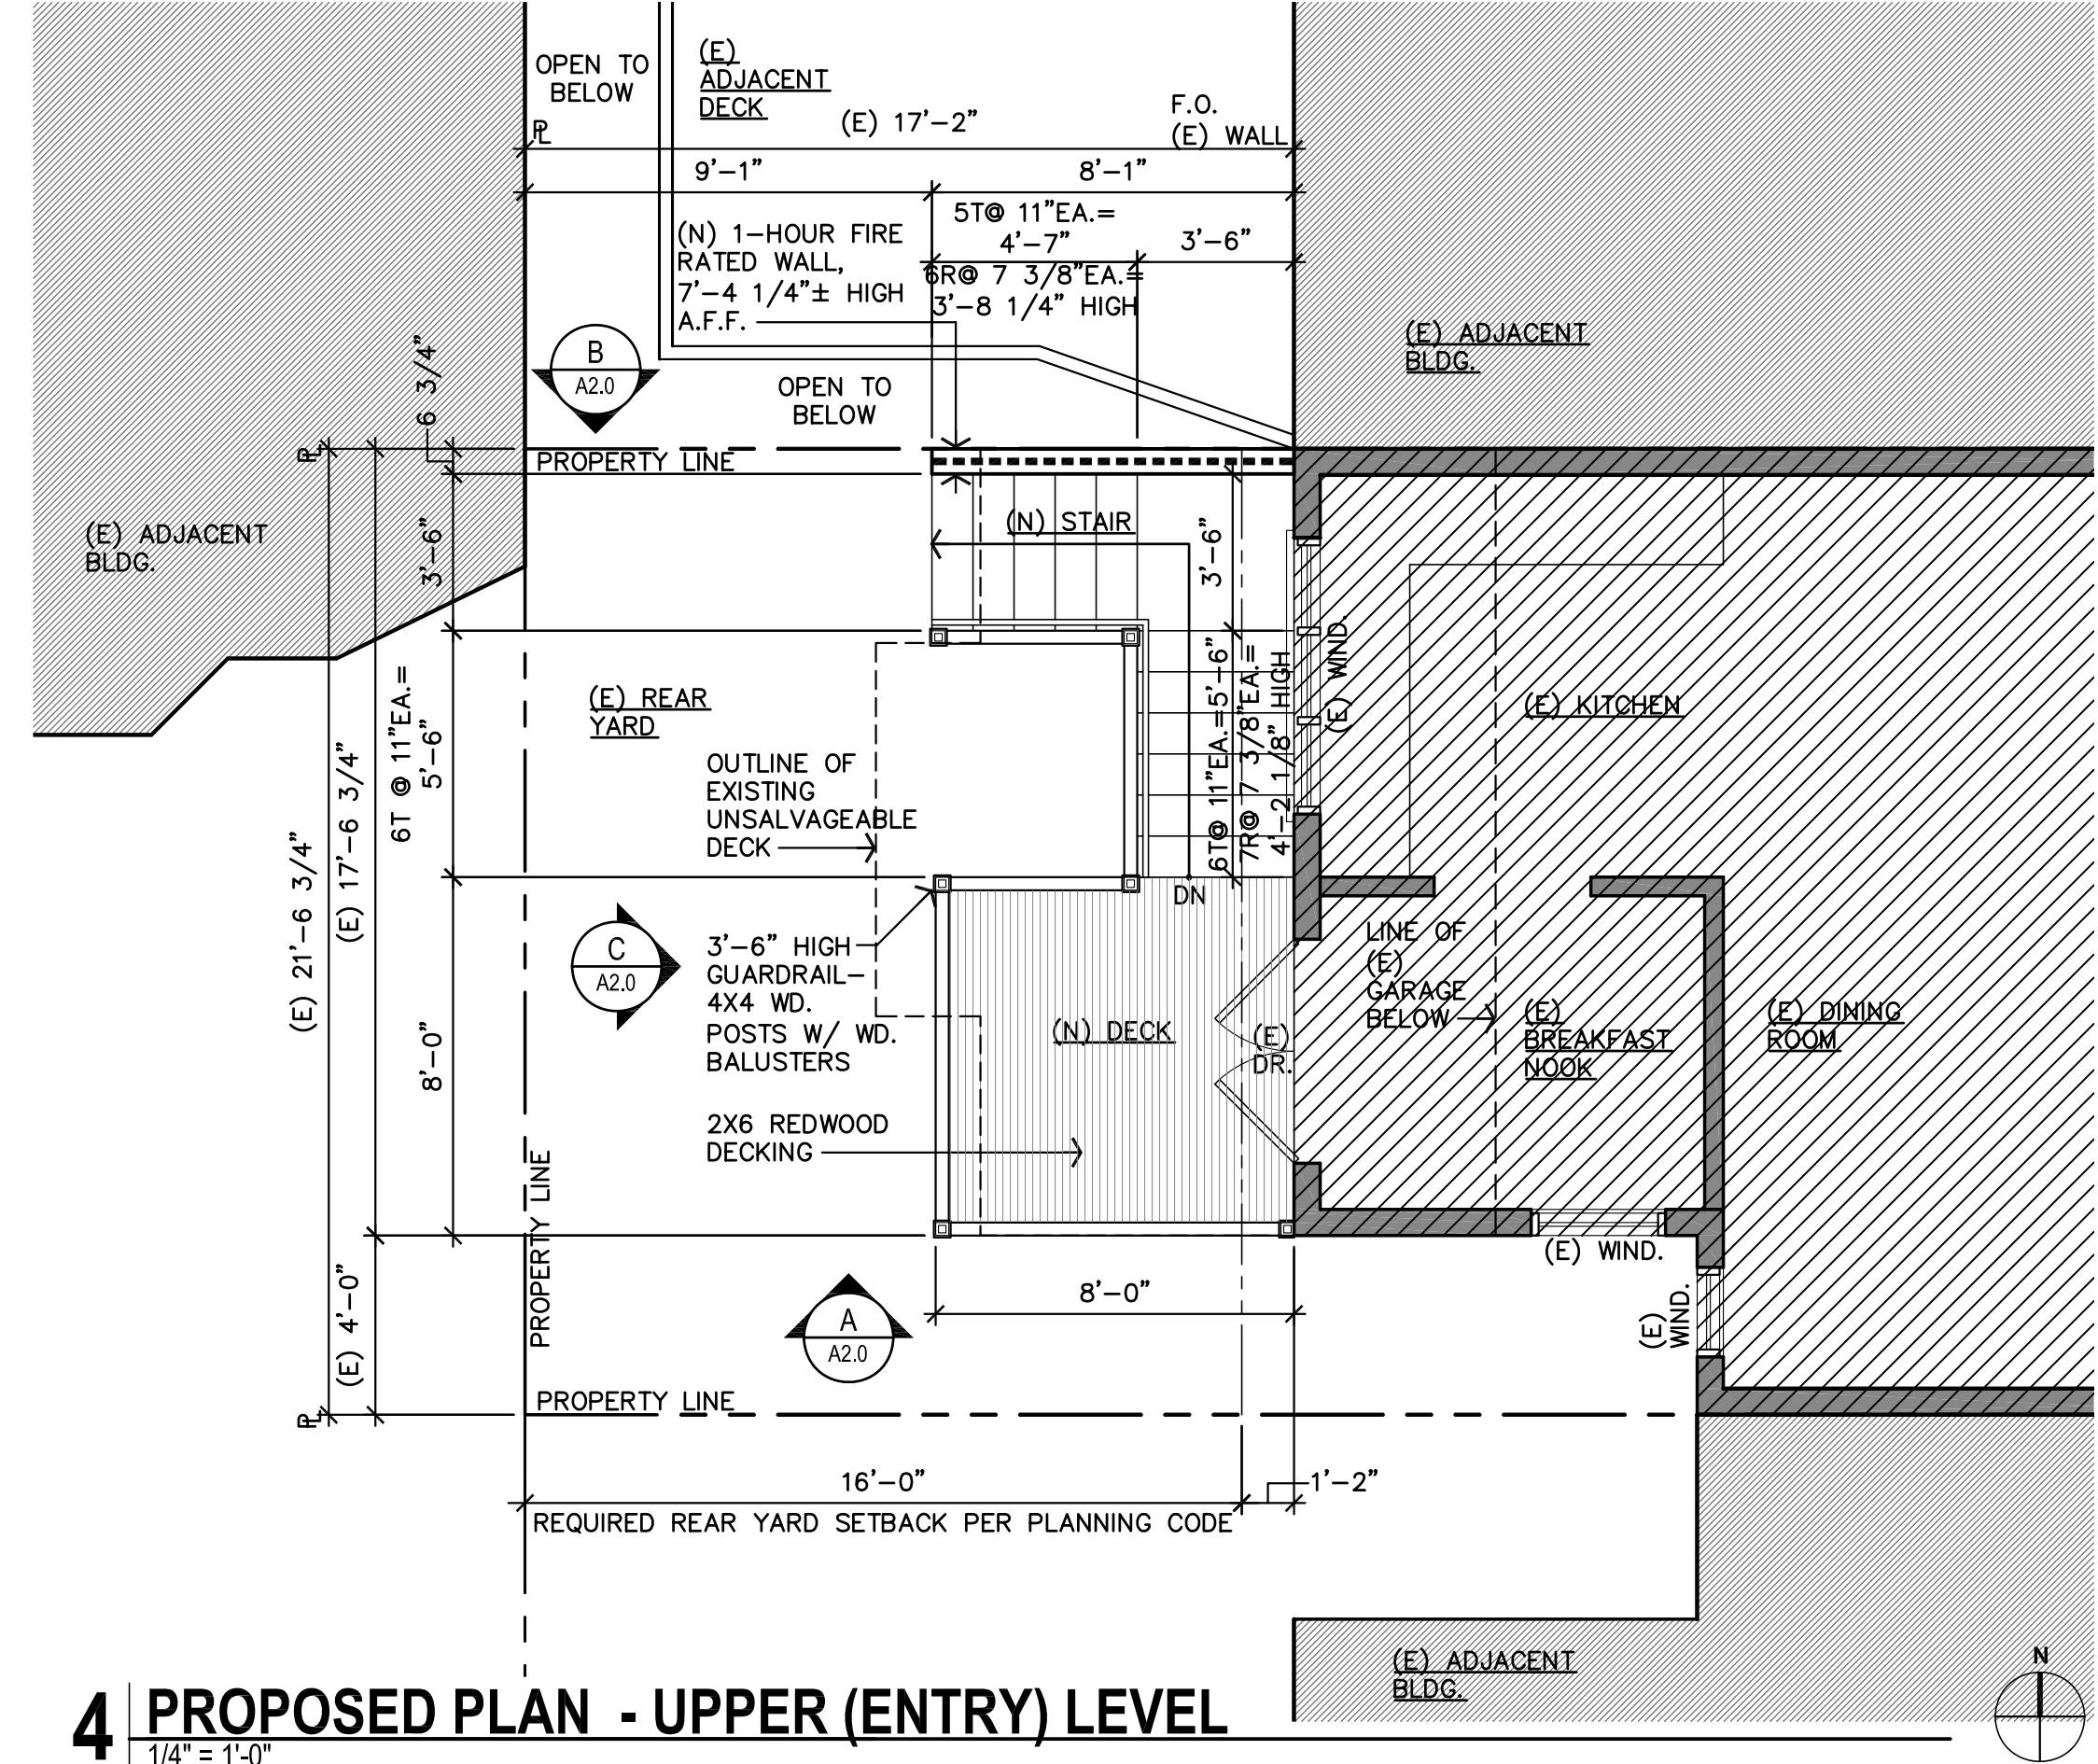 OPEN TO
BELOW
(E)
ADJACENT
DECK
(E) 17'-2"
F.O.
(E) WALL
PL
9'-1"
8'-1"
5T@ 11"EA.=
4'-7"
3'-6"
6R@ 7 3/8"EA.=
3'-8 1/4" HIGH
(N) 1-HOUR FIRE
RATED WALL,
7'-4 1/4"± HIGH
A.F.F.
(E) ADJACENT
BLDG.
B
A2.0
OPEN TO
BELOW
6 3/4"
PL
PROPERTY LINE
(E) ADJACENT
BLDG.
3'-6"
(N) STAIR
3'-6"
(E) WIND.
(E) KITCHEN
(E) REAR
YARD
6T @ 11"EA.=
5'-6"
6T@ 11"EA.=5'-6"
7R@ 7 3/8"EA.=
4'-2 1/8" HIGH
OUTLINE OF
EXISTING
UNSALVAGEABLE
DECK
(E) 21'-6 3/4"
(E) 17'-6 3/4"
DN
C
A2.0
3'-6" HIGH
GUARDRAIL-
4X4 WD.
POSTS W/ WD.
BALUSTERS
LINE OF
(E)
GARAGE
BELOW
(E)
BREAKFAST
NOOK
(E) DINING
ROOM
(N) DECK
(E)
DR.
8'-0"
2X6 REDWOOD
DECKING
PROPERTY LINE
(E) WIND.
(E)
WIND.
8'-0"
(E) 4'-0"
A
A2.0
PL
PROPERTY LINE
16'-0"
1'-2"
REQUIRED REAR YARD SETBACK PER PLANNING CODE
(E) ADJACENT
BLDG.
N
4 PROPOSED PLAN - UPPER (ENTRY) LEVEL
1/4" = 1'-0"